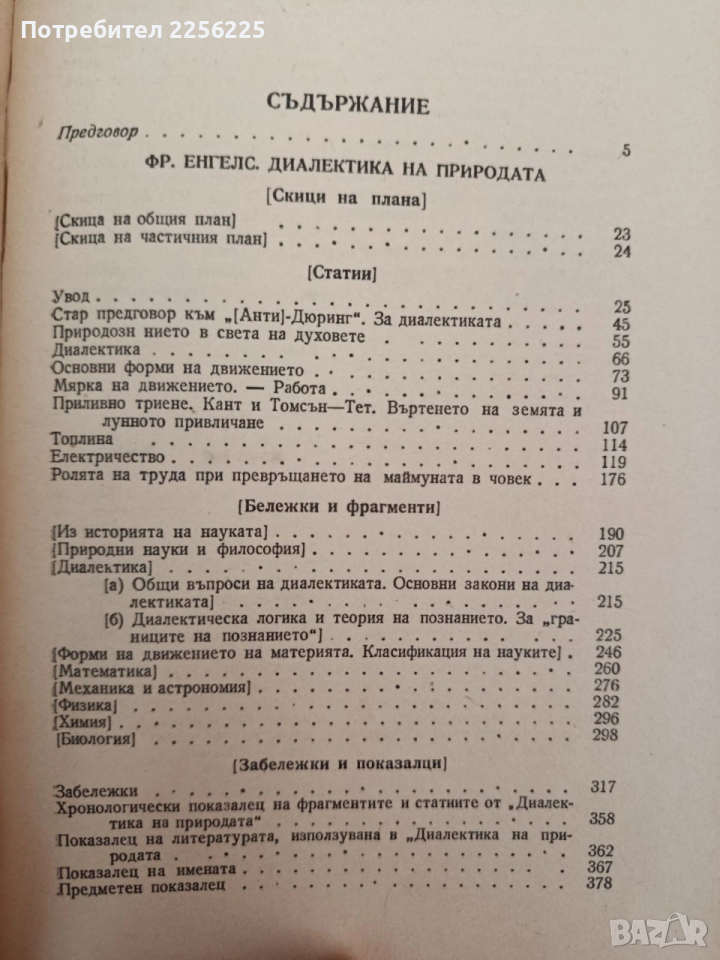 Потребител 2256225
СЪДЪРЖАНИЕ
Предговор . . . . . . . . . . . . . . . . . . . . 5
ФР. ЕНГЕЛС. ДИАЛЕКТИКА НА ПРИРОДАТА
[Скици на плана]
[Скица на общия план] . . . . . . . . . . . . . . 23
[Скица на частичния план] . . . . . . . . . . . . 24
[Статии]
Увод . . . . . . . . . . . . . . . . . . . . 25
Стар предговор към „[Анти]-Дюринг“. За диалектиката . . . . . 45
Природозн нието в света на духовете . . . . . . . . . 55
Диалектика . . . . . . . . . . . . . . . . . . 66
Основни форми на движението . . . . . . . . . . . 73
Мярка на движението. — Работа . . . . . . . . . . . 91
Приливно триене. Кант и Томсън—Тет. Въртенето на земята и
лунното привличане . . . . . . . . . . . . . . 107
Топлина . . . . . . . . . . . . . . . . . . . 114
Електричество . . . . . . . . . . . . . . . . . 119
Ролята на труда при превръщането на маймуната в човек . . . 176
[Бележки и фрагменти]
[Из историята на науката] . . . . . . . . . . . . . 190
[Природни науки и философия] . . . . . . . . . . . 207
[Диалектика] . . . . . . . . . . . . . . . . . 215
[а) Общи въпроси на диалектиката. Основни закони на диа-
лектиката] . . . . . . . . . . . . . . . . 215
[б) Диалектическа логика и теория на познанието. За „гра-
ниците на познанието“] . . . . . . . . . . . 225
[Форми на движението на материята. Класификация на науките] . 246
[Математика] . . . . . . . . . . . . . . . . . 260
[Механика и астрономия] . . . . . . . . . . . . . 276
[Физика] . . . . . . . . . . . . . . . . . . . 282
[Химия] . . . . . . . . . . . . . . . . . . . 296
[Биология] . . . . . . . . . . . . . . . . . . 298
[Забележки и показалци]
Забележки . . . . . . . . . . . . . . . . . . 317
Хронологически показалец на фрагментите и статиите от „Диалек-
тика на природата“ . . . . . . . . . . . . . . 358
Показалец на литературата, използувана в „Диалектика на при-
родата . . . . . . . . . . . . . . . . . . 362
Показалец на имената . . . . . . . . . . . . . . 367
Предметен показалец . . . . . . . . . . . . . . 378
BAZAR